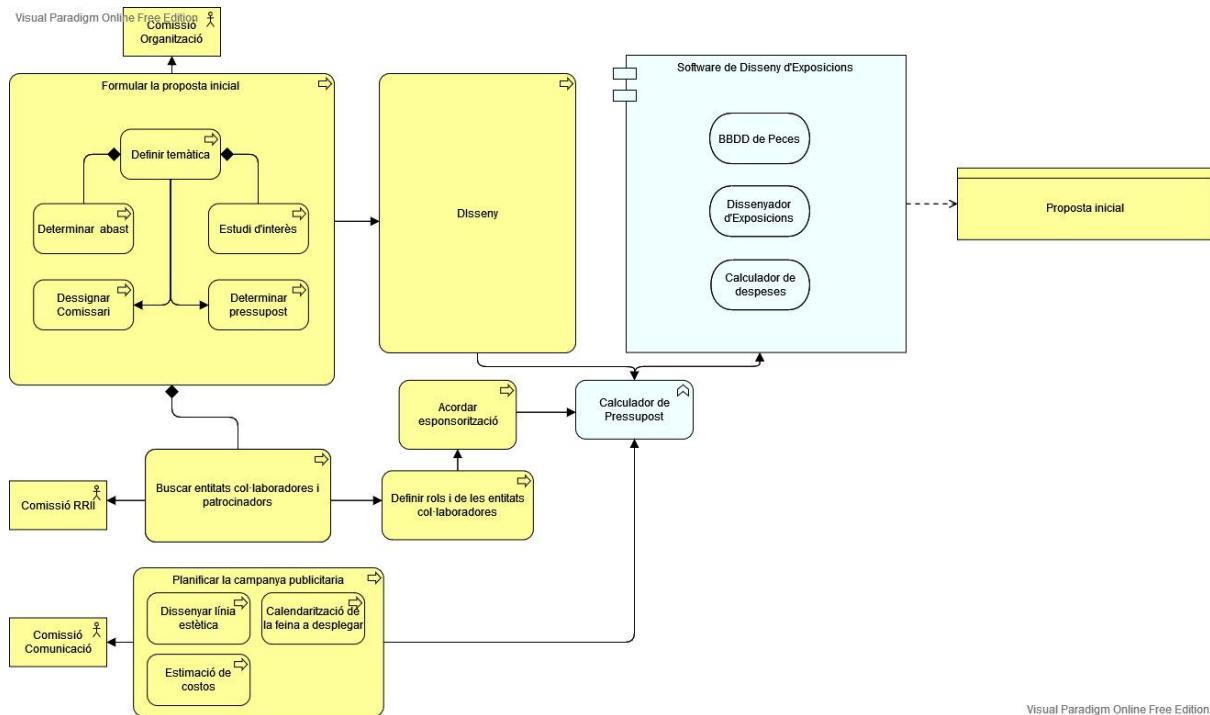 Visual Paradigm Online Free Edition
Comissió
Organització
Formular la proposta inicial
Definir temàtica
Determinar abast
Estudi d'interès
Dessignar
Comissari
Determinar
pressupost
DIsseny
Software de Disseny d'Exposicions
BBDD de Peces
Dissenyador
d'Exposicions
Calculador de
despeses
Proposta inicial
Acordar
esponsorització
Calculador de
Pressupost
Comissió RRII
Buscar entitats col·laboradores i
patrocinadors
Definir rols i de les entitats
col·laboradores
Planificar la campanya publicitaria
Dissenyar línia
estètica
Calendarització de
la feina a desplegar
Estimació de
costos
Comissió
Comunicació
Visual Paradigm Online Free Edition